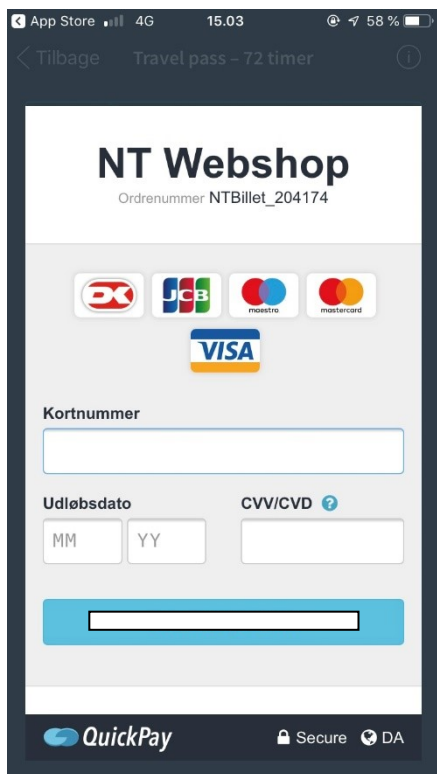 App Store 4G 15.03 58 %
Tilbage Travel pass – 72 timer
NT Webshop
Ordrenummer NTBillet_204174
JCB maestro mastercard
VISA
Kortnummer
Udløbsdato CVV/CVD ?
MM YY
QuickPay Secure DA